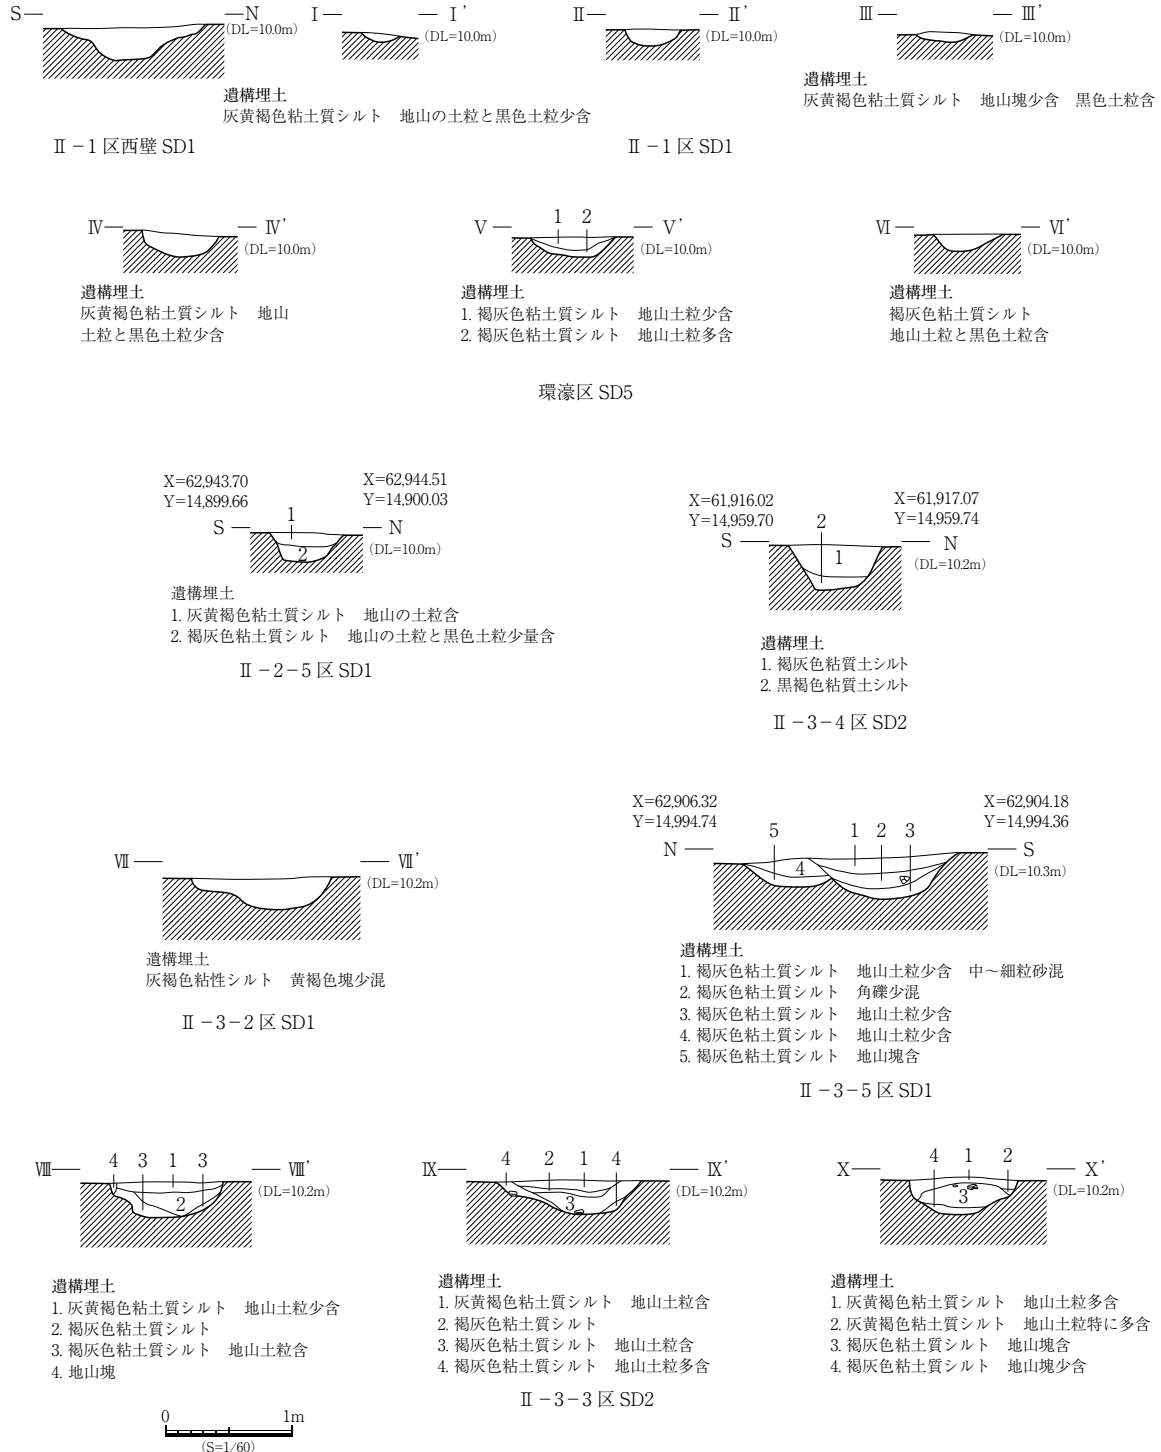 S N
(DL=10.0m)
Ⅰ Ⅰ'
(DL=10.0m)
Ⅱ Ⅱ'
(DL=10.0m)
Ⅲ Ⅲ'
(DL=10.0m)
遺構埋土
灰黄褐色粘土質シルト　地山の土粒と黒色土粒少含
遺構埋土
灰黄褐色粘土質シルト　地山塊少含　黒色土粒含
Ⅱ－1区西壁 SD1
Ⅱ－1区 SD1
Ⅳ Ⅳ'
(DL=10.0m)
遺構埋土
灰黄褐色粘土質シルト　地山
土粒と黒色土粒少含
Ⅴ 1 2 Ⅴ'
(DL=10.0m)
遺構埋土
1. 褐灰色粘土質シルト　地山土粒少含
2. 褐灰色粘土質シルト　地山土粒多含
Ⅵ Ⅵ'
(DL=10.0m)
遺構埋土
褐灰色粘土質シルト
地山土粒と黒色土粒含
環濠区 SD5
X=62,943.70
Y=14,899.66
X=62,944.51
Y=14,900.03
S 1 N
2
(DL=10.0m)
遺構埋土
1. 灰黄褐色粘土質シルト　地山の土粒含
2. 褐灰色粘土質シルト　地山の土粒と黒色土粒少量含
Ⅱ－2－5区 SD1
X=61,916.02
Y=14,959.70
X=61,917.07
Y=14,959.74
S 2 N
1
(DL=10.2m)
遺構埋土
1. 褐灰色粘質土シルト
2. 黒褐色粘質土シルト
Ⅱ－3－4区 SD2
Ⅶ Ⅶ'
(DL=10.2m)
遺構埋土
灰褐色粘性シルト　黄褐色塊少混
Ⅱ－3－2区 SD1
X=62,906.32
Y=14,994.74
X=62,904.18
Y=14,994.36
N 5 1 2 3 S
4
(DL=10.3m)
遺構埋土
1. 褐灰色粘土質シルト　地山土粒少含　中～細粒砂混
2. 褐灰色粘土質シルト　角礫少混
3. 褐灰色粘土質シルト　地山土粒少含
4. 褐灰色粘土質シルト　地山土粒少含
5. 褐灰色粘土質シルト　地山塊含
Ⅱ－3－5区 SD1
Ⅷ 4 3 1 3 Ⅷ'
2
(DL=10.2m)
遺構埋土
1. 灰黄褐色粘土質シルト　地山土粒少含
2. 褐灰色粘土質シルト
3. 褐灰色粘土質シルト　地山土粒含
4. 地山塊
Ⅸ 4 2 1 4 Ⅸ'
3
(DL=10.2m)
遺構埋土
1. 灰黄褐色粘土質シルト　地山土粒含
2. 褐灰色粘土質シルト
3. 褐灰色粘土質シルト　地山土粒含
4. 褐灰色粘土質シルト　地山土粒多含
Ⅹ 4 1 2 Ⅹ'
3
(DL=10.2m)
遺構埋土
1. 灰黄褐色粘土質シルト　地山土粒多含
2. 灰黄褐色粘土質シルト　地山土粒特に多含
3. 褐灰色粘土質シルト　地山塊含
4. 褐灰色粘土質シルト　地山塊少含
Ⅱ－3－3区 SD2
0 1m
(S=1/60)